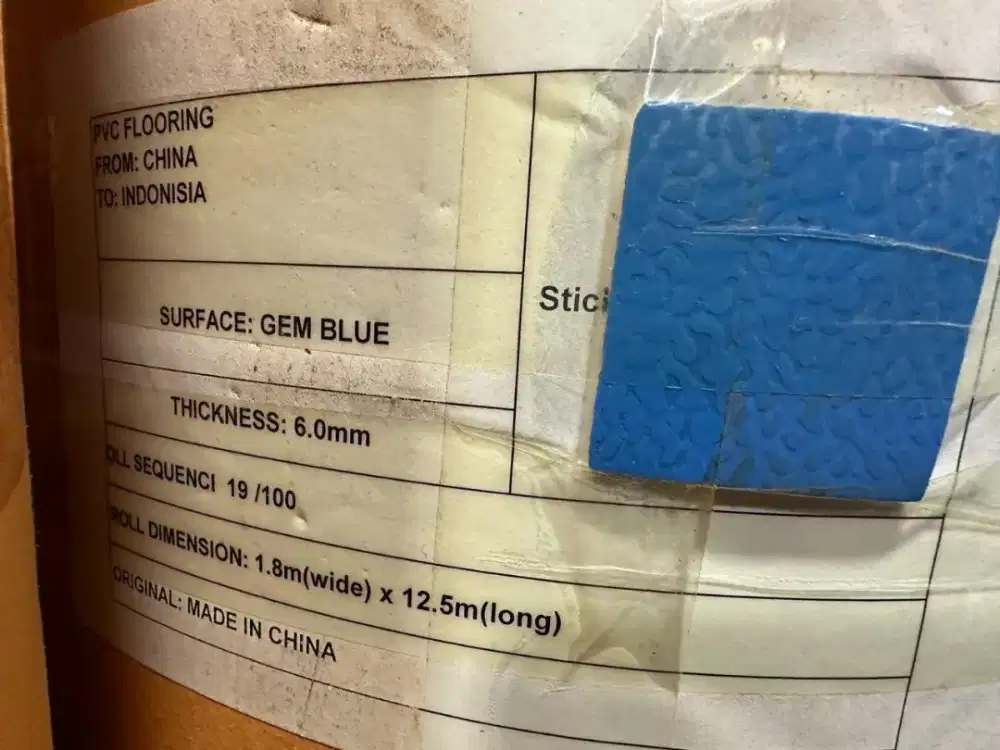 PVC FLOORING
FROM: CHINA
TO: INDONISIA
SURFACE: GEM BLUE
Stic
THICKNESS: 6.0mm
OLL SEQUENCI 19 /100
ROLL DIMENSION: 1.8m(wide) x 12.5m(long)
ORIGINAL: MADE IN CHINA